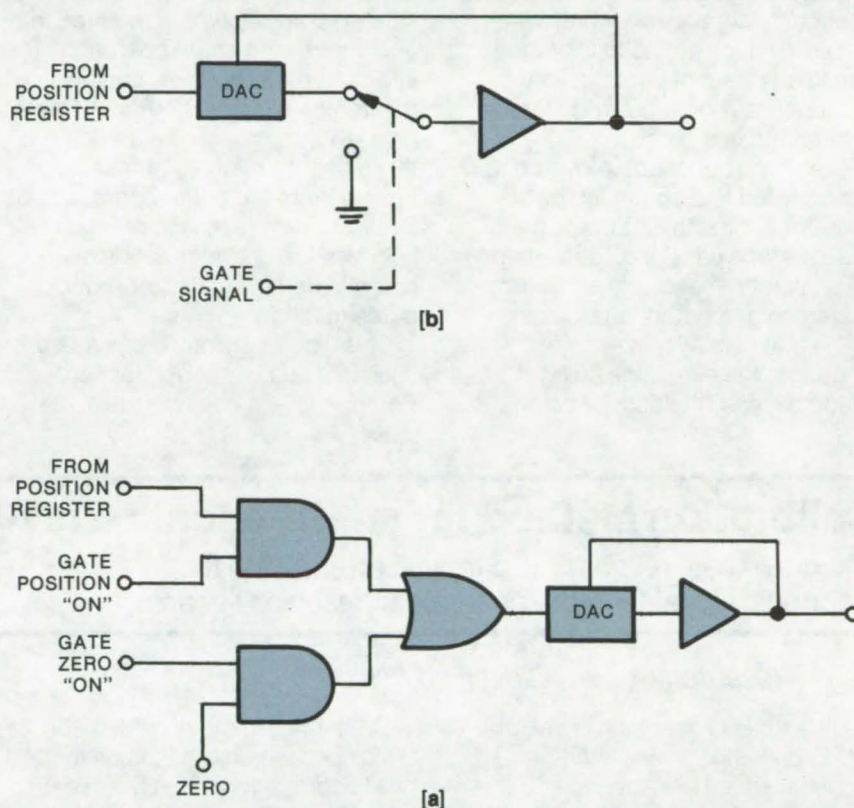 FROM
POSITION
REGISTER
DAC
GATE
SIGNAL
[b]
FROM
POSITION
REGISTER
GATE
POSITION
"ON"
GATE
ZERO
"ON"
DAC
ZERO
[a]